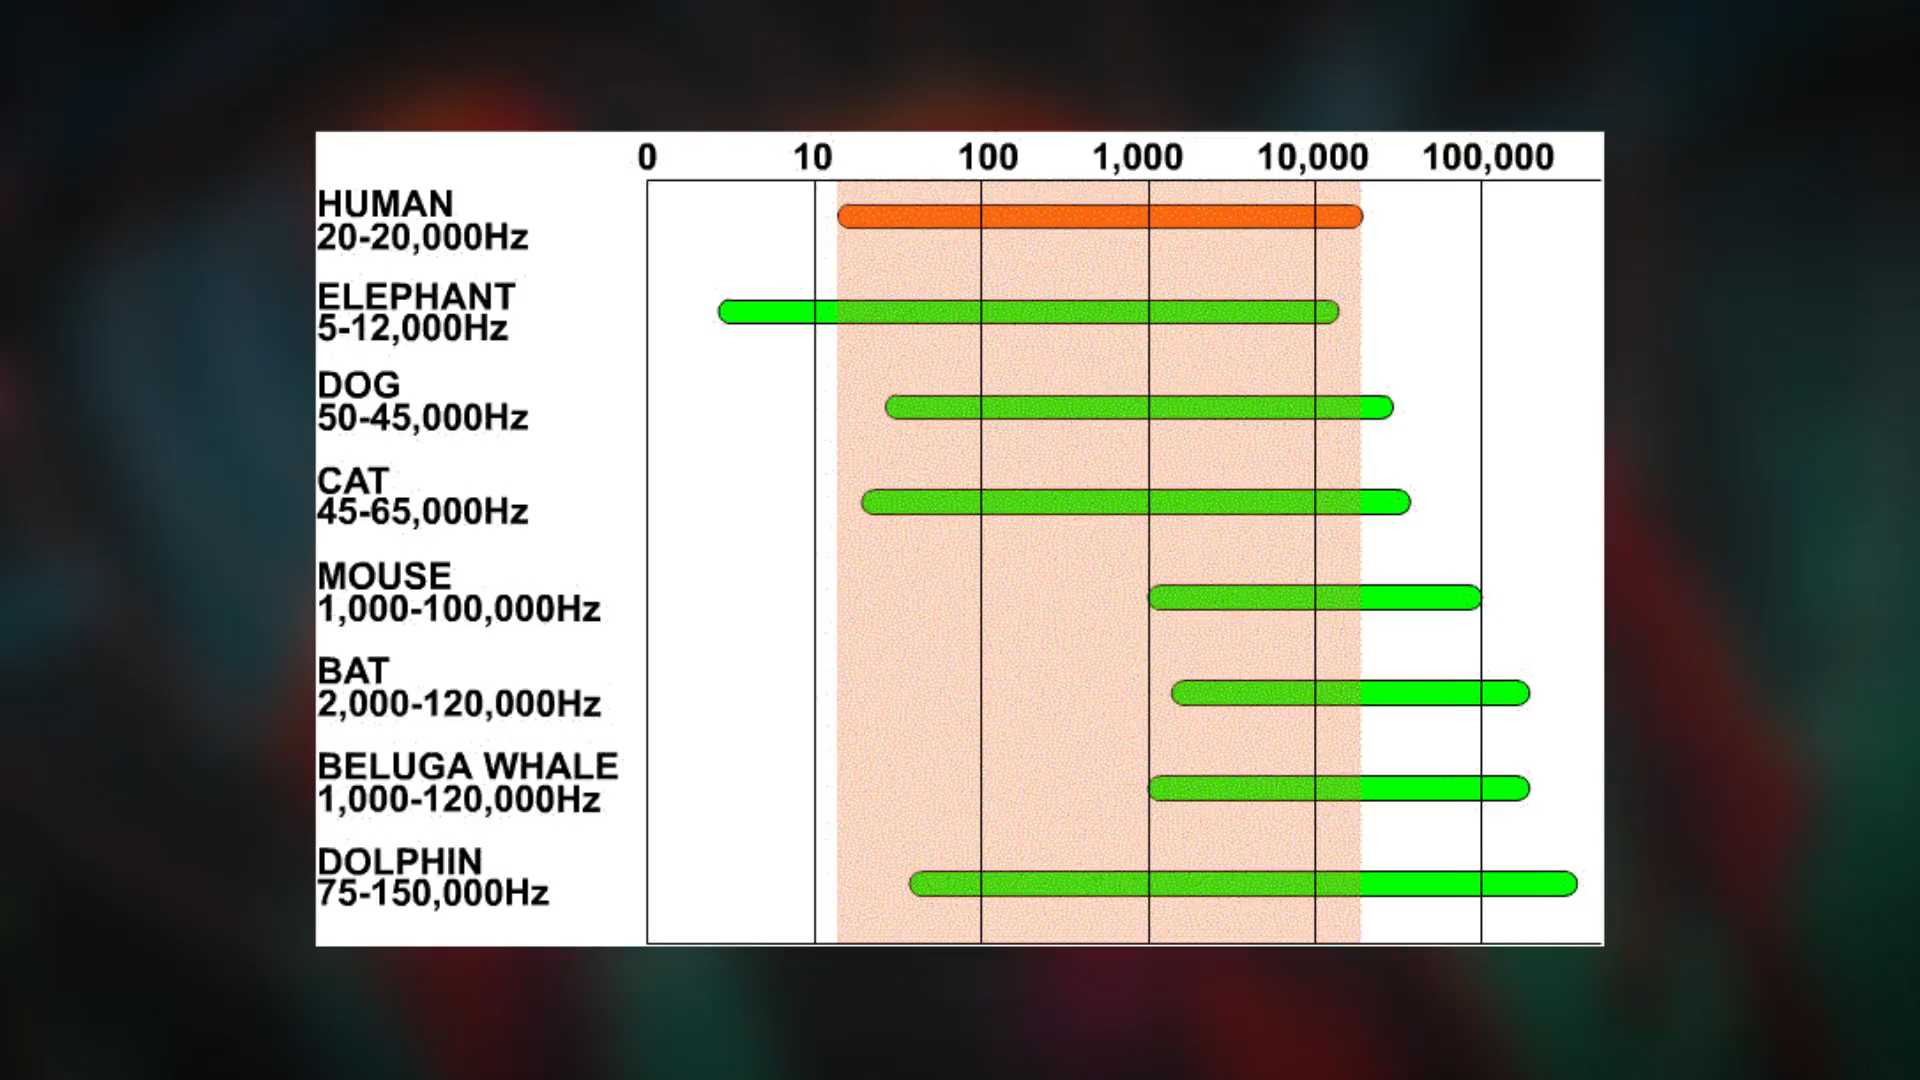 0 10 100 1,000 10,000 100,000
HUMAN
20-20,000Hz
ELEPHANT
5-12,000Hz
DOG
50-45,000Hz
CAT
45-65,000Hz
MOUSE
1,000-100,000Hz
BAT
2,000-120,000Hz
BELUGA WHALE
1,000-120,000Hz
DOLPHIN
75-150,000Hz